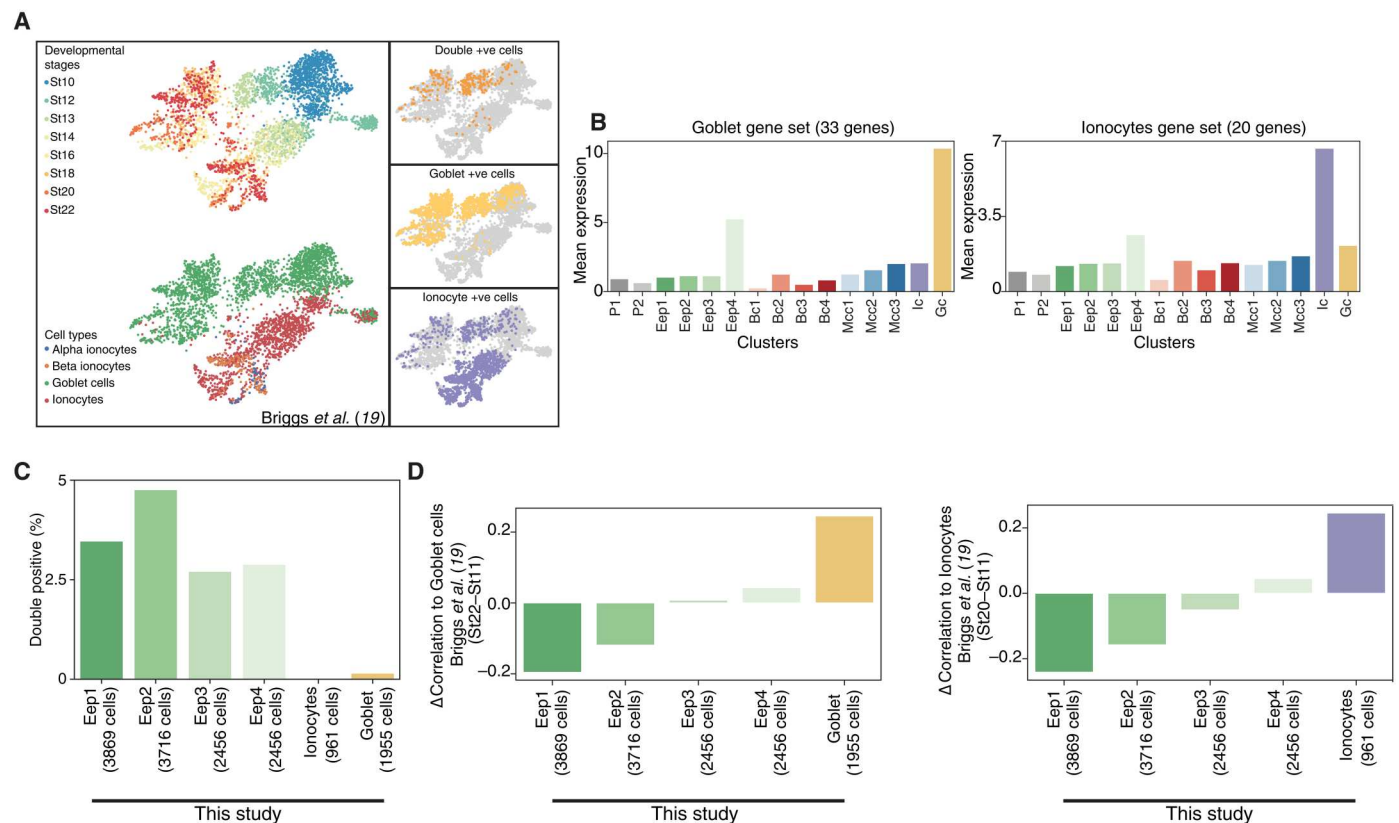 A
Developmental
stages
St10
St12
St13
St14
St16
St18
St20
St22
Cell types
Alpha ionocytes
Beta ionocytes
Goblet cells
Ionocytes
Briggs et al. (19)
Double +ve cells
Goblet +ve cells
Ionocyte +ve cells
B
Goblet gene set (33 genes)
Mean expression
10
5
0
P1
P2
Eep1
Eep2
Eep3
Eep4
Bc1
Bc2
Bc3
Bc4
Mcc1
Mcc2
Mcc3
Ic
Gc
Clusters
Ionocytes gene set (20 genes)
Mean expression
7
3.5
0
P1
P2
Eep1
Eep2
Eep3
Eep4
Bc1
Bc2
Bc3
Bc4
Mcc1
Mcc2
Mcc3
Ic
Gc
Clusters
C
Double positive (%)
5
2.5
0
Eep1
(3869 cells)
Eep2
(3716 cells)
Eep3
(2456 cells)
Eep4
(2456 cells)
Ionocytes
(961 cells)
Goblet
(1955 cells)
This study
D
ΔCorrelation to Goblet cells
Briggs et al. (19)
(St22–St11)
0.2
0.0
–0.2
Eep1
(3869 cells)
Eep2
(3716 cells)
Eep3
(2456 cells)
Eep4
(2456 cells)
Goblet
(1955 cells)
This study
ΔCorrelation to Ionocytes
Briggs et al. (19)
(St20–St11)
0.2
0.0
–0.2
Eep1
(3869 cells)
Eep2
(3716 cells)
Eep3
(2456 cells)
Eep4
(2456 cells)
Ionocytes
(961 cells)
This study